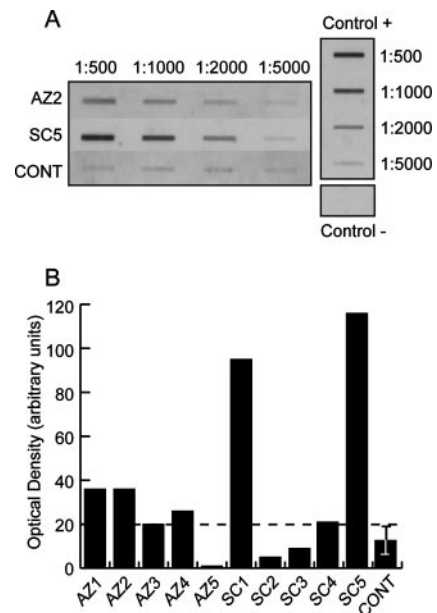 A
Control +
1:500 1:1000 1:2000 1:5000
1:500
AZ2
1:1000
SC5
1:2000
CONT
1:5000
Control -
B
Optical Density (arbitrary units)
120
100
80
60
40
20
0
AZ1 AZ2 AZ3 AZ4 AZ5 SC1 SC2 SC3 SC4 SC5 CONT